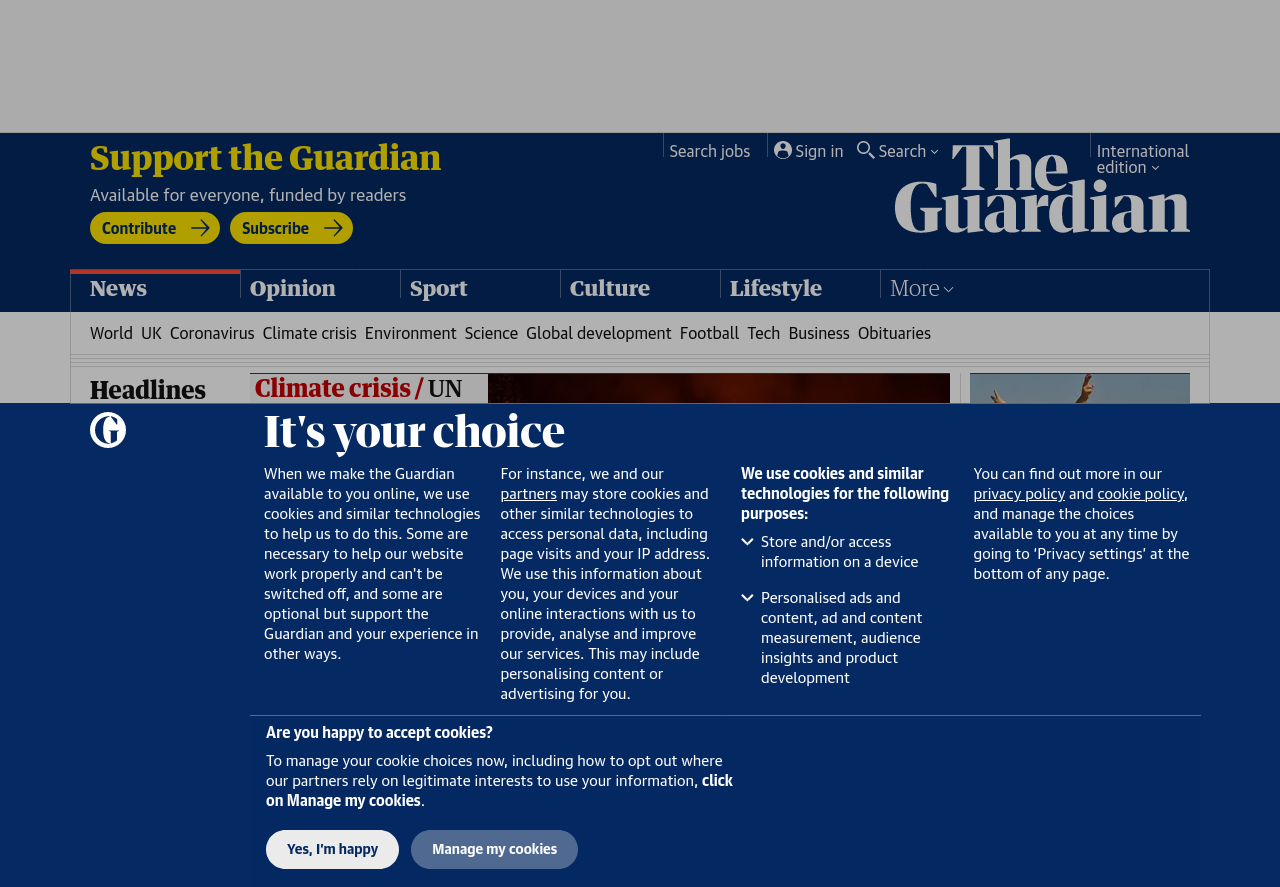 Support the Guardian
Available for everyone, funded by readers
Contribute
Subscribe
Search jobs
Sign in
Search
International
edition
The
Guardian
News
Opinion
Sport
Culture
Lifestyle
More
World UK Coronavirus Climate crisis Environment Science Global development Football Tech Business Obituaries
Headlines
Climate crisis / UN
G
It's your choice
When we make the Guardian
available to you online, we use
cookies and similar technologies
to help us to do this. Some are
necessary to help our website
work properly and can't be
switched off, and some are
optional but support the
Guardian and your experience in
other ways.
For instance, we and our
partners may store cookies and
other similar technologies to
access personal data, including
page visits and your IP address.
We use this information about
you, your devices and your
online interactions with us to
provide, analyse and improve
our services. This may include
personalising content or
advertising for you.
We use cookies and similar
technologies for the following
purposes:
Store and/or access
information on a device
Personalised ads and
content, ad and content
measurement, audience
insights and product
development
You can find out more in our
privacy policy and cookie policy,
and manage the choices
available to you at any time by
going to ‘Privacy settings’ at the
bottom of any page.
Are you happy to accept cookies?
To manage your cookie choices now, including how to opt out where
our partners rely on legitimate interests to use your information, click
on Manage my cookies.
Yes, I’m happy
Manage my cookies